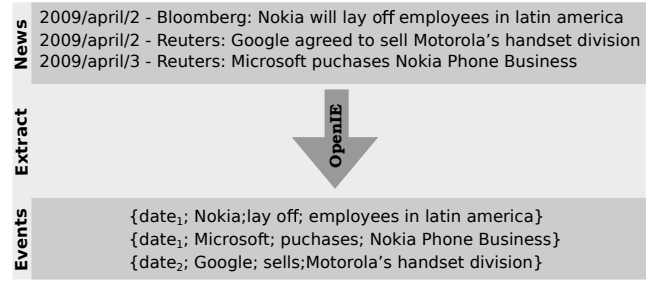 News
2009/april/2 - Bloomberg: Nokia will lay off employees in latin america
2009/april/2 - Reuters: Google agreed to sell Motorola’s handset division
2009/april/3 - Reuters: Microsoft puchases Nokia Phone Business
Extract
OpenIE
Events
{date₁; Nokia;lay off; employees in latin america}
{date₁; Microsoft; puchases; Nokia Phone Business}
{date₂; Google; sells;Motorola’s handset division}